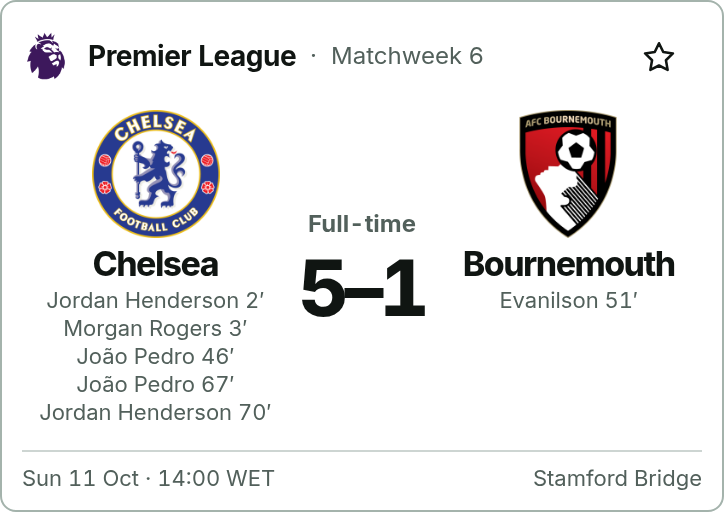 Premier League · Matchweek 6
CHELSEA
FOOTBALL CLUB
AFC BOURNEMOUTH
Full-time
Chelsea
5–1
Bournemouth
Jordan Henderson 2′
Morgan Rogers 3′
João Pedro 46′
João Pedro 67′
Jordan Henderson 70′
Evanilson 51′
Sun 11 Oct · 14:00 WET
Stamford Bridge